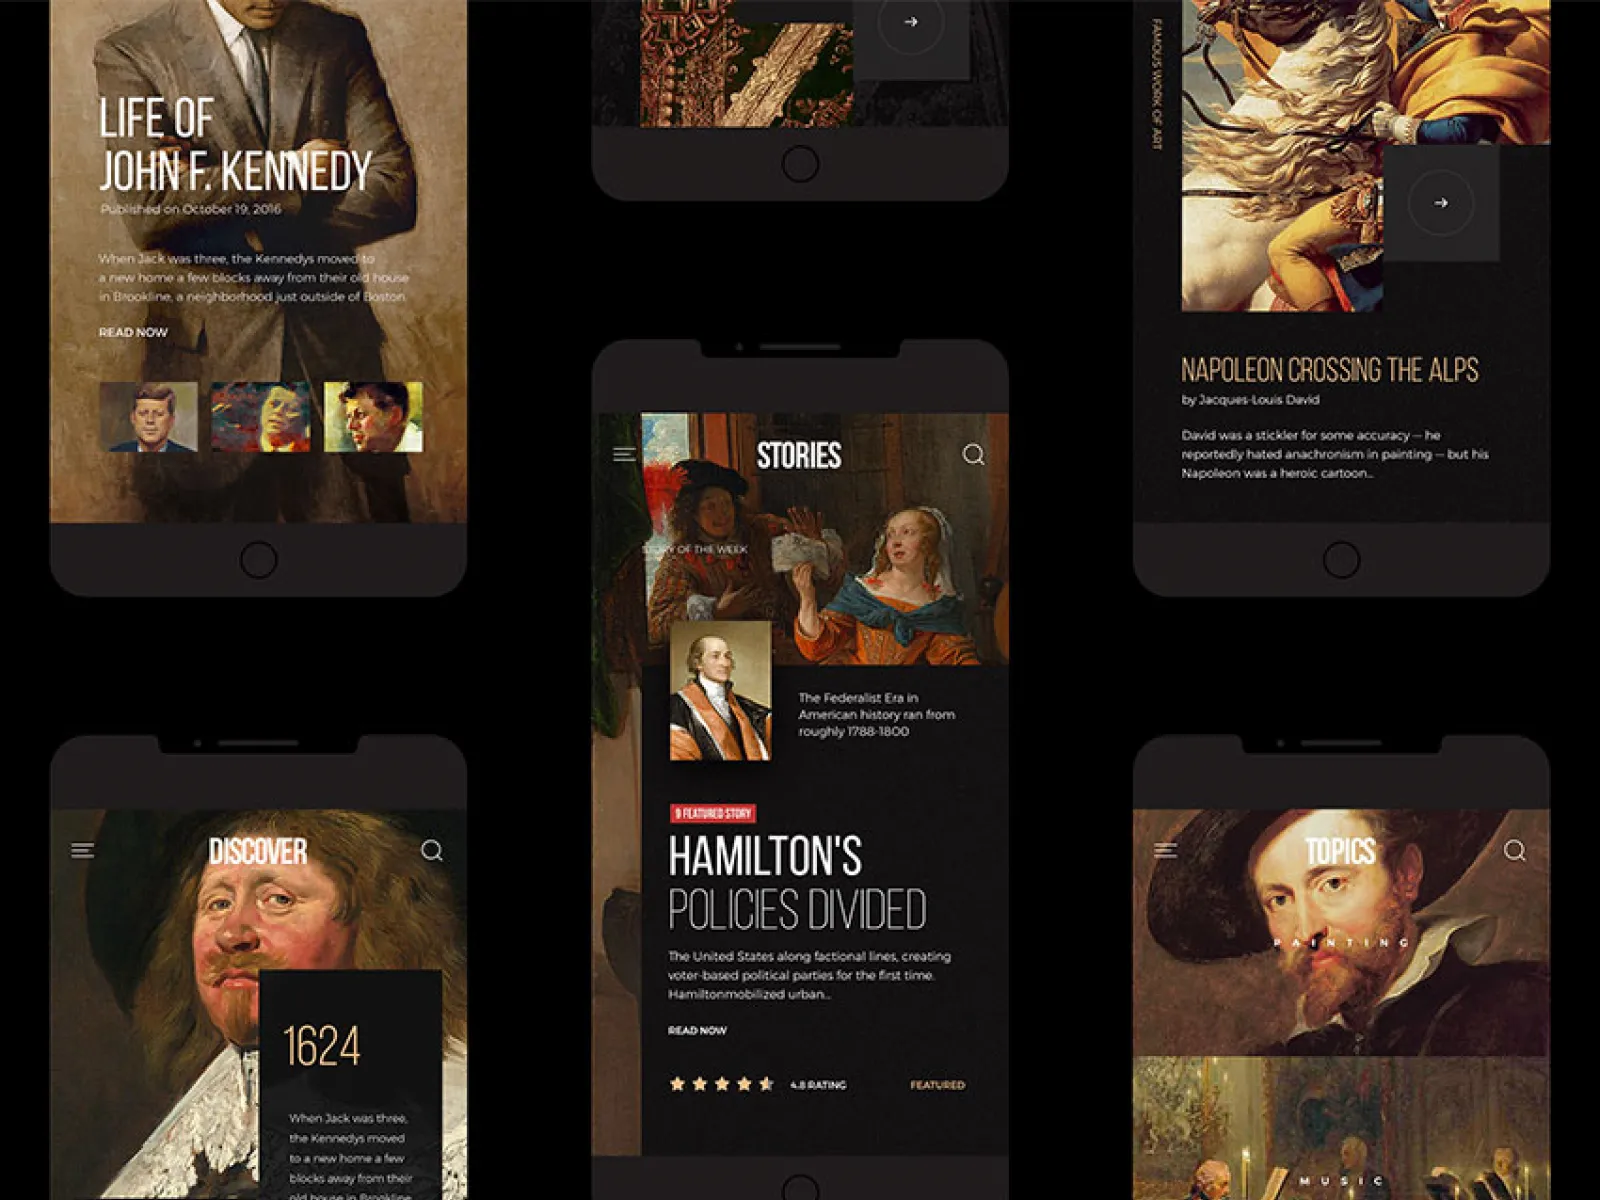 LIFE OF
JOHN F. KENNEDY
Published on October 19, 2016
When Jack was three, the Kennedys moved to
a new home a few blocks away from their old house
in Brookline, a neighborhood just outside of Boston
READ NOW
DISCOVER
1624
When Jack was three,
the Kennedys moved
to a new home a few
blocks away from their
old house in Brookline
STORIES
STORY OF THE WEEK
The Federalist Era in
American history ran from
roughly 1788-1800
9 FEATURED STORY
HAMILTON'S
POLICIES DIVIDED
The United States along factional lines, creating
voter-based political parties for the first time.
Hamiltonmobilized urban...
READ NOW
4.8 RATING
FEATURED
FAMOUS WORK OF ART
NAPOLEON CROSSING THE ALPS
by Jacques-Louis David
David was a stickler for some accuracy — he
reportedly hated anachronism in painting — but his
Napoleon was a heroic cartoon...
TOPICS
PAINTING
MUSIC